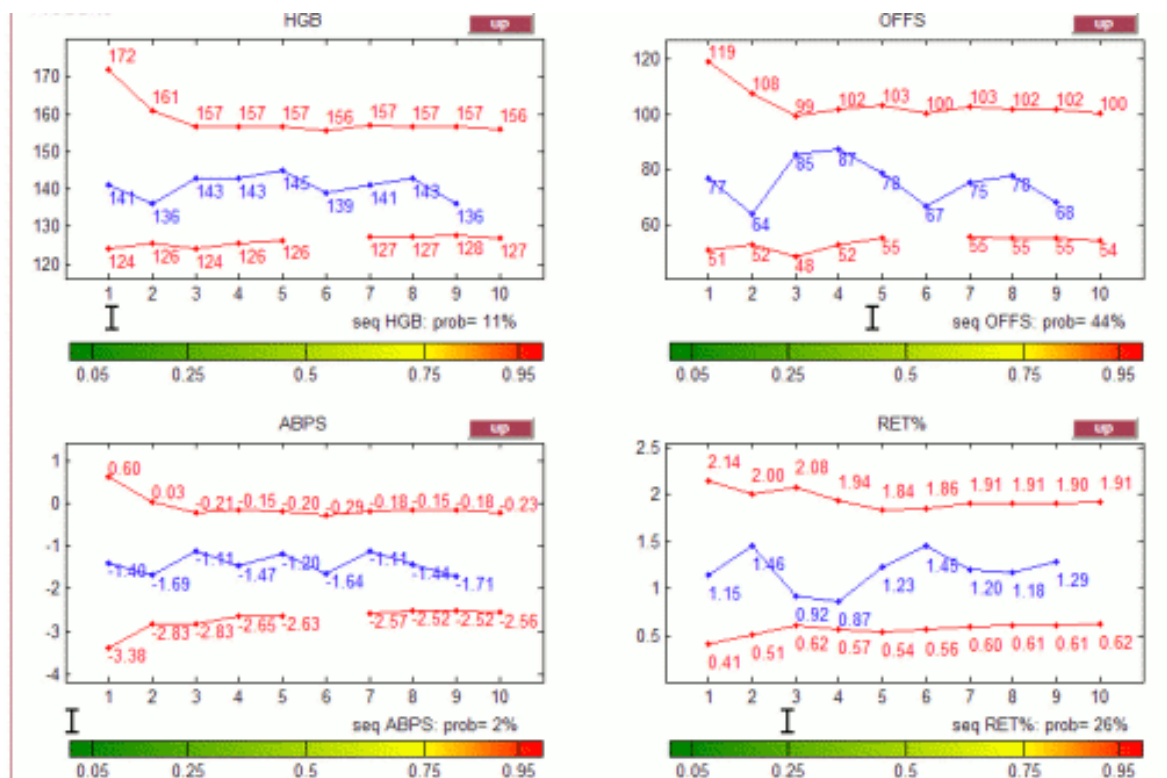 HGB
up
170
160
150
140
130
120
172 161 157 157 157 156 157 157 157 156
141 136 143 143 145 139 141 143 136
124 126 124 126 126 127 127 128 127
1 2 3 4 5 6 7 8 9 10
seq HGB: prob= 11%
0.05 0.25 0.5 0.75 0.95
OFFS
up
120
100
80
60
119 108 99 102 103 100 103 102 102 100
77 64 85 87 78 67 75 78 68
51 52 48 52 55 55 55 55 54
1 2 3 4 5 6 7 8 9 10
seq OFFS: prob= 44%
0.05 0.25 0.5 0.75 0.95
ABPS
up
1
0
-1
-2
-3
-4
0.60 0.03 -0.21 -0.15 -0.20 -0.29 -0.18 -0.15 -0.18 -0.23
-1.40 -1.69 -1.11 -1.47 -1.20 -1.64 -1.11 -1.44 -1.71
-3.38 -2.83 -2.83 -2.65 -2.63 -2.57 -2.52 -2.52 -2.56
1 2 3 4 5 6 7 8 9 10
seq ABPS: prob= 2%
0.05 0.25 0.5 0.75 0.95
RET%
up
2.5
2
1.5
1
0.5
2.14 2.00 2.08 1.94 1.84 1.86 1.91 1.91 1.90 1.91
1.15 1.46 0.92 0.87 1.23 1.45 1.20 1.18 1.29
0.41 0.51 0.62 0.57 0.54 0.56 0.60 0.61 0.61 0.62
1 2 3 4 5 6 7 8 9 10
seq RET%: prob= 26%
0.05 0.25 0.5 0.75 0.95